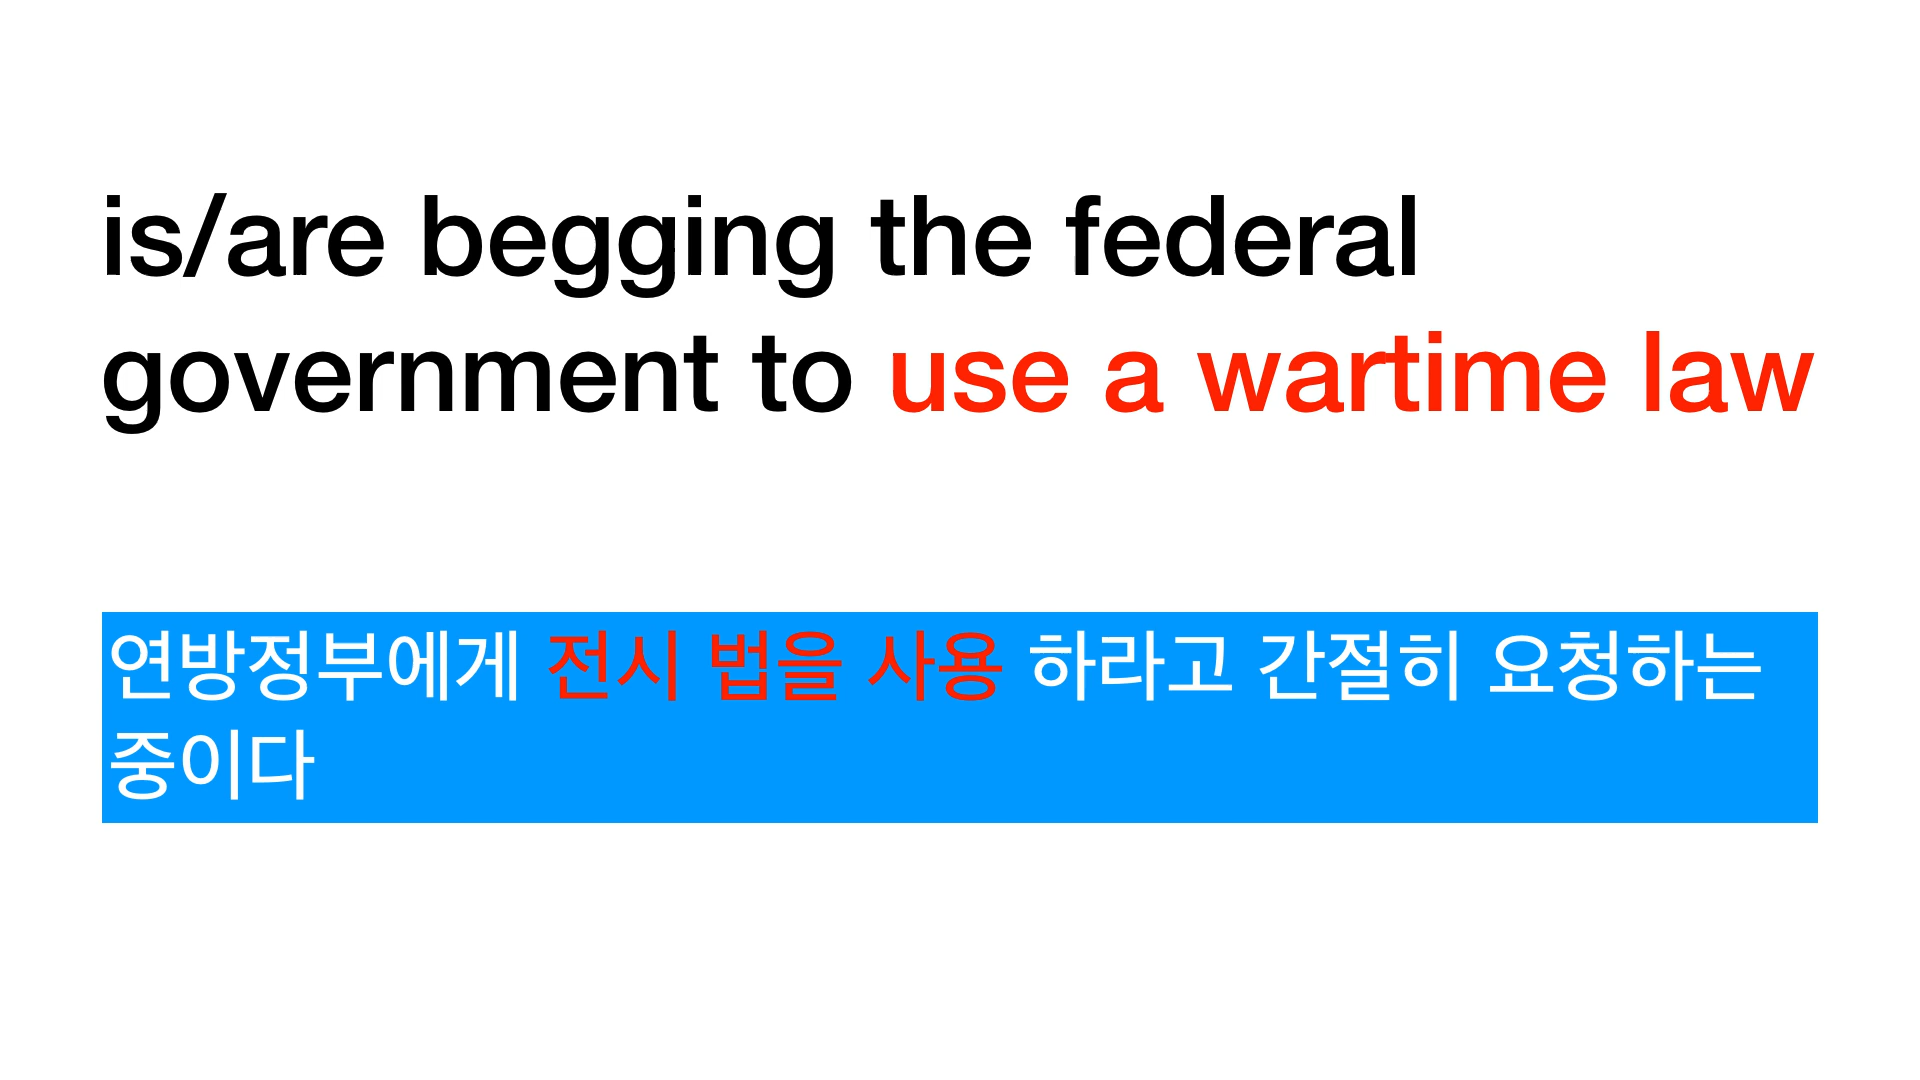 is/are begging the federal
government to use a wartime law
연방정부에게 전시 법을 사용 하라고 간절히 요청하는
중이다